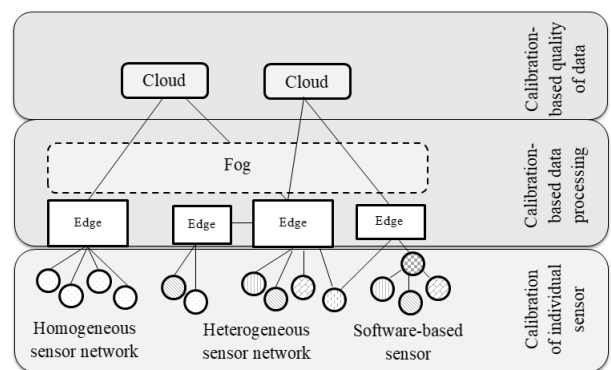 Cloud
Cloud
Calibration-
based quality
of data
Fog
Edge
Edge
Edge
Edge
Calibration-
based data
processing
Homogeneous
sensor network
Heterogeneous
sensor network
Software-based
sensor
Calibration
of individual
sensor